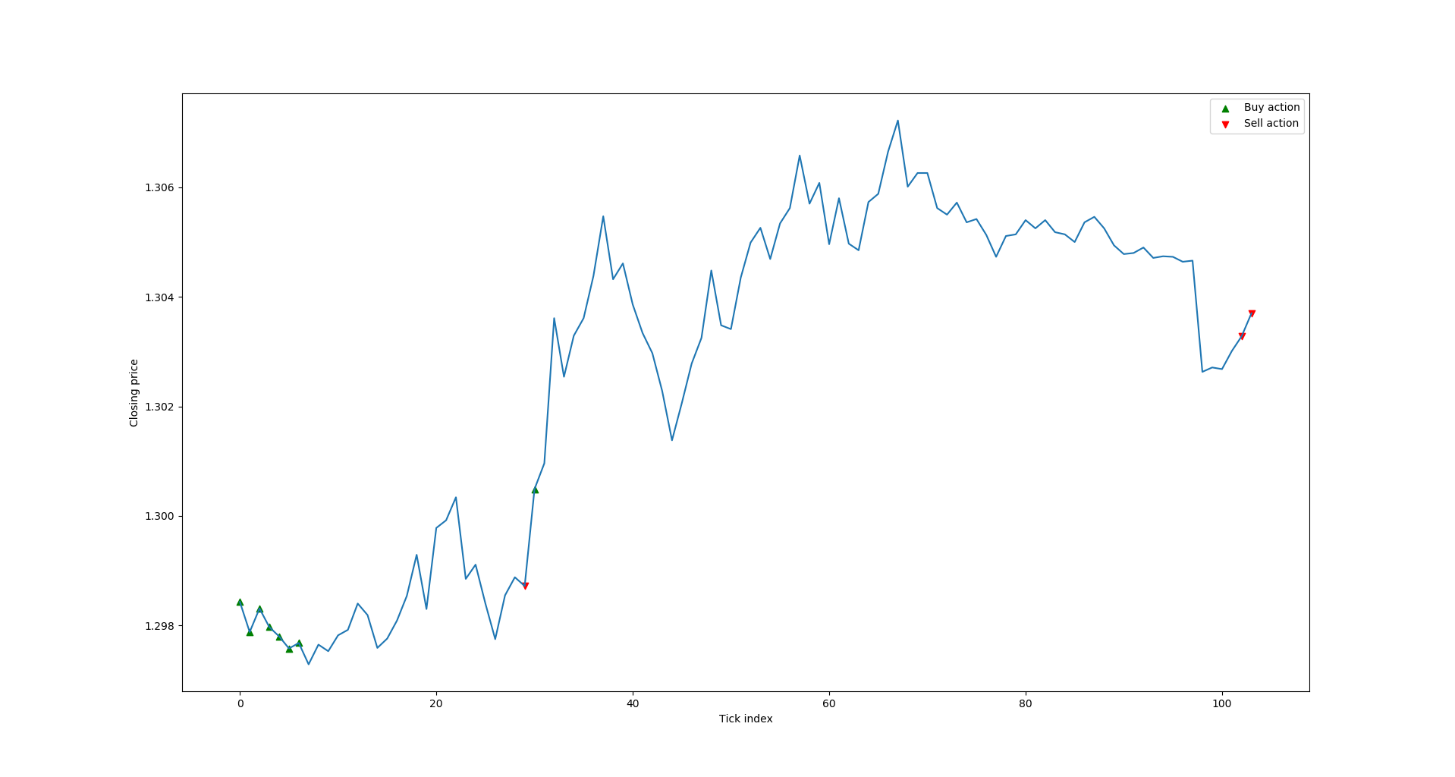 Buy action
Sell action
1.306
1.304
1.302
1.300
1.298
Closing price
0 20 40 60 80 100
Tick index